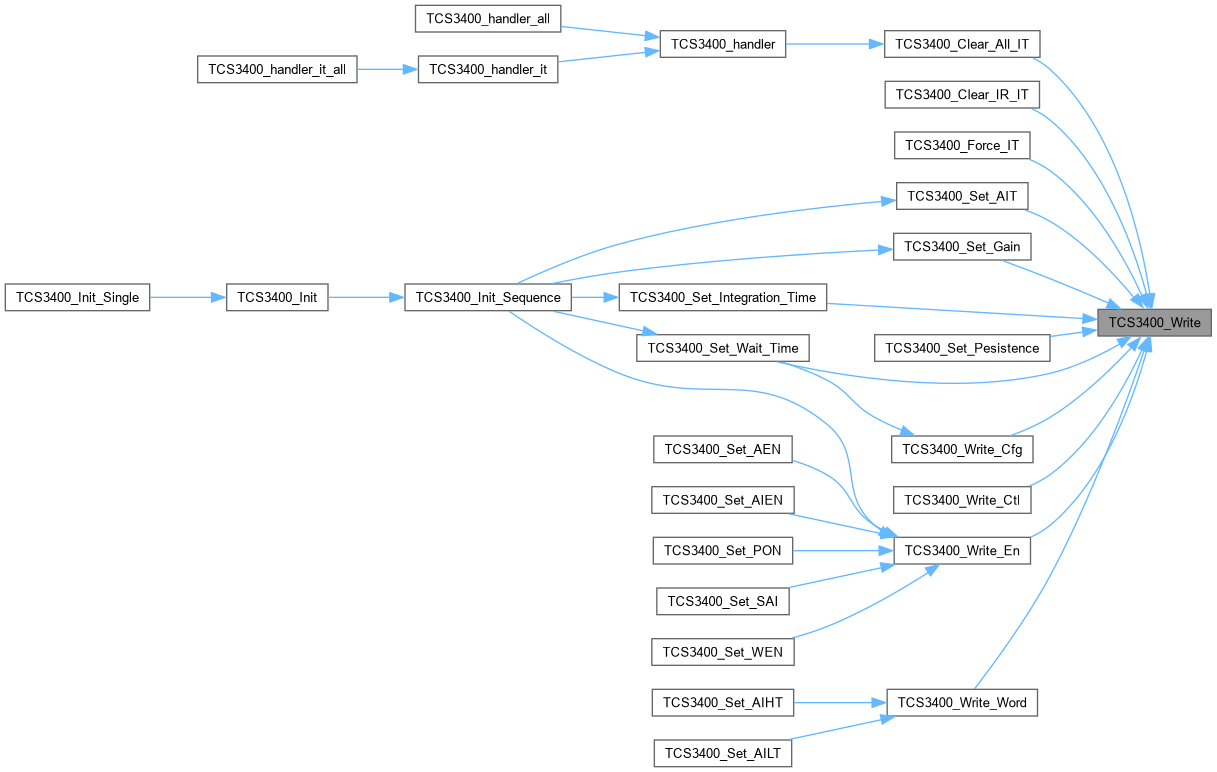 TCS3400_handler_all
TCS3400_handler
TCS3400_Clear_All_IT
TCS3400_handler_it_all
TCS3400_handler_it
TCS3400_Clear_IR_IT
TCS3400_Force_IT
TCS3400_Set_AIT
TCS3400_Set_Gain
TCS3400_Init_Single
TCS3400_Init
TCS3400_Init_Sequence
TCS3400_Set_Integration_Time
TCS3400_Write
TCS3400_Set_Pesistence
TCS3400_Set_Wait_Time
TCS3400_Set_AEN
TCS3400_Write_Cfg
TCS3400_Set_AIEN
TCS3400_Write_Ctl
TCS3400_Set_PON
TCS3400_Write_En
TCS3400_Set_SAI
TCS3400_Set_WEN
TCS3400_Set_AIHT
TCS3400_Write_Word
TCS3400_Set_AILT